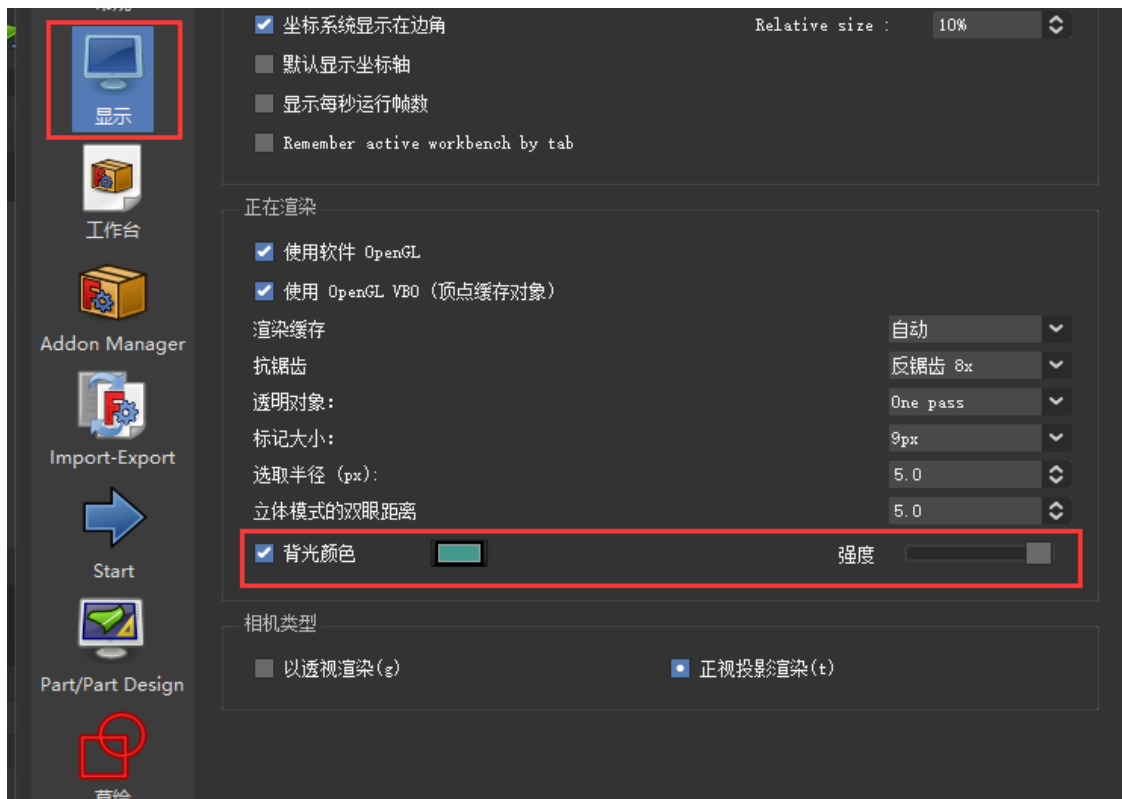 坐标系统显示在边角
Relative size :
10%
默认显示坐标轴
显示每秒运行帧数
Remember active workbench by tab
显示
工作台
Addon Manager
Import-Export
Start
Part/Part Design
草绘
正在渲染
使用软件 OpenGL
使用 OpenGL VBO (顶点缓存对象)
渲染缓存
自动
抗锯齿
反锯齿 8x
透明对象:
One pass
标记大小:
9px
选取半径 (px):
5.0
立体模式的双眼距离
5.0
背光颜色
强度
相机类型
以透视渲染(g)
正视投影渲染(t)